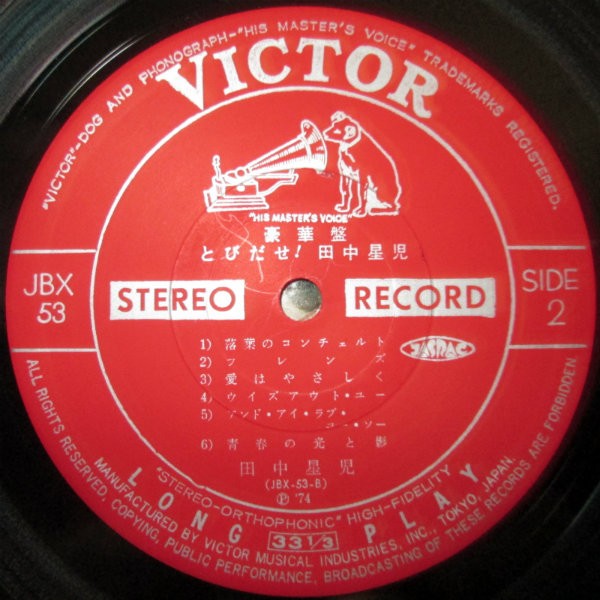 "VICTOR"-DOG AND PHONOGRAPH-"HIS MASTER'S VOICE" TRADEMARKS REGISTERED.
VICTOR
"HIS MASTER'S VOICE"
豪華盤
とびだせ!田中星児
JBX
53
STEREO
RECORD
SIDE
2
1) 落葉のコンチェルト
2) フレンズ
3) 愛はやさしく
4) ウイズアウト・ユー
5) アンド・アイ・ラブ・
ユー・ソー
6) 青春の光と影
JASRAC
田中星児
(JBX-53-B)
Ⓟ '74
"STEREO-ORTHOPHONIC" HIGH-FIDELITY
LONG 33 1/3 PLAY
MANUFACTURED BY VICTOR MUSICAL INDUSTRIES, INC., TOKYO, JAPAN.
ALL RIGHTS RESERVED, COPYING, PUBLIC PERFORMANCE, BROADCASTING OF THESE RECORDS ARE FORBIDDEN.